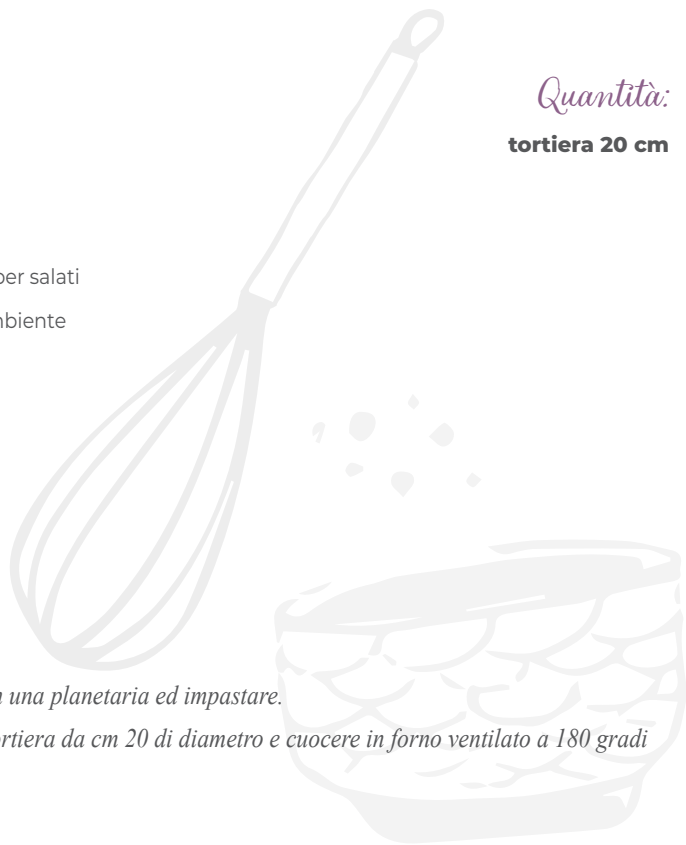 Quantità:
tortiera 20 cm
per salati
mbiente
n una planetaria ed impastare.
ortiera da cm 20 di diametro e cuocere in forno ventilato a 180 gradi